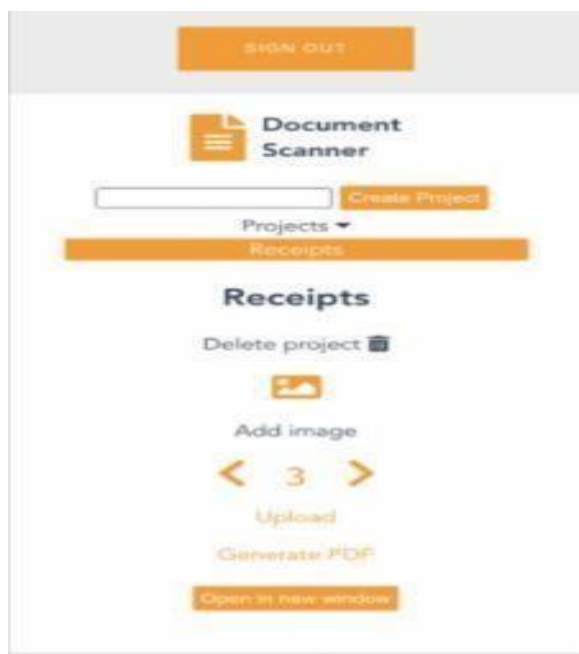 SIGN OUT
Document
Scanner
Create Project
Projects
Receipts
Receipts
Delete project
Add image
3
Upload
Generate PDF
Open in new window